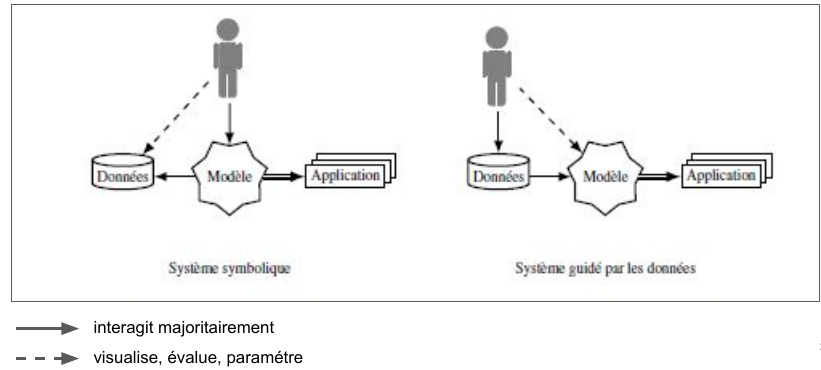 Données
Modèle
Application
Système symbolique
Données
Modèle
Application
Système guidé par les données
interagit majoritairement
visualise, évalue, paramétre